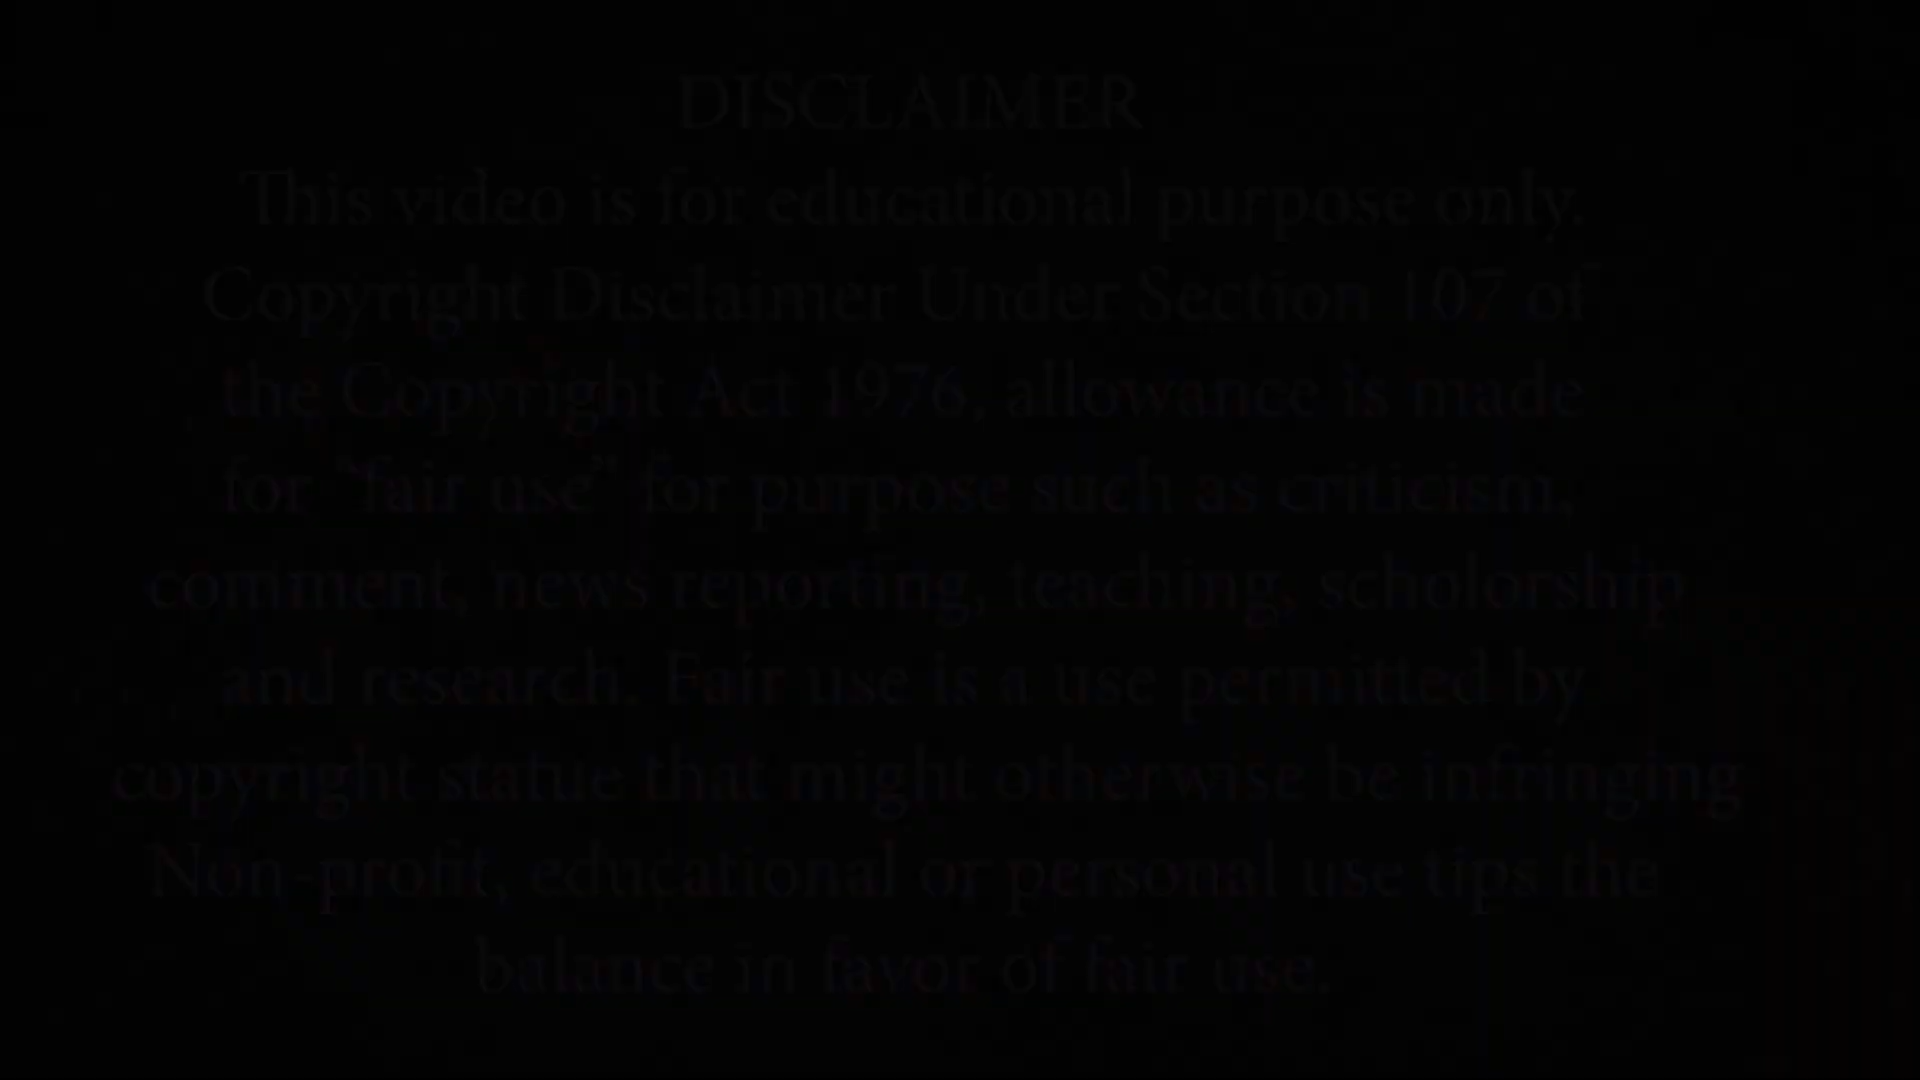 DISCLAIMER
This video is for educational purpose only.
Copyright Disclaimer Under Section 107 of
the Copyright Act 1976, allowance is made
for "fair use" for purpose such as criticism,
comment, news reporting, teaching, scholorship
and research. Fair use is a use permitted by
copyright statue that might otherwise be infringing
Non-profit, educational or personal use tips the
balance in favor of fair use.